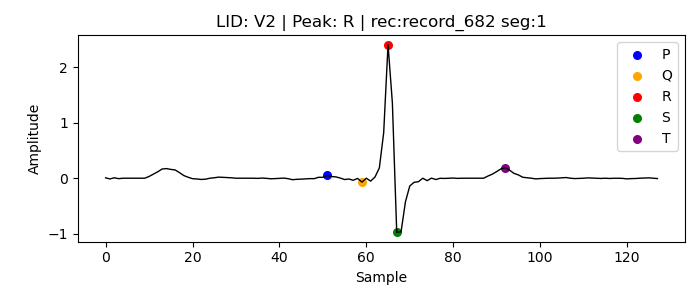 LID: V2 | Peak: R | rec:record_682 seg:1
Amplitude
2
1
0
−1
P
Q
R
S
T
0 20 40 60 80 100 120
Sample